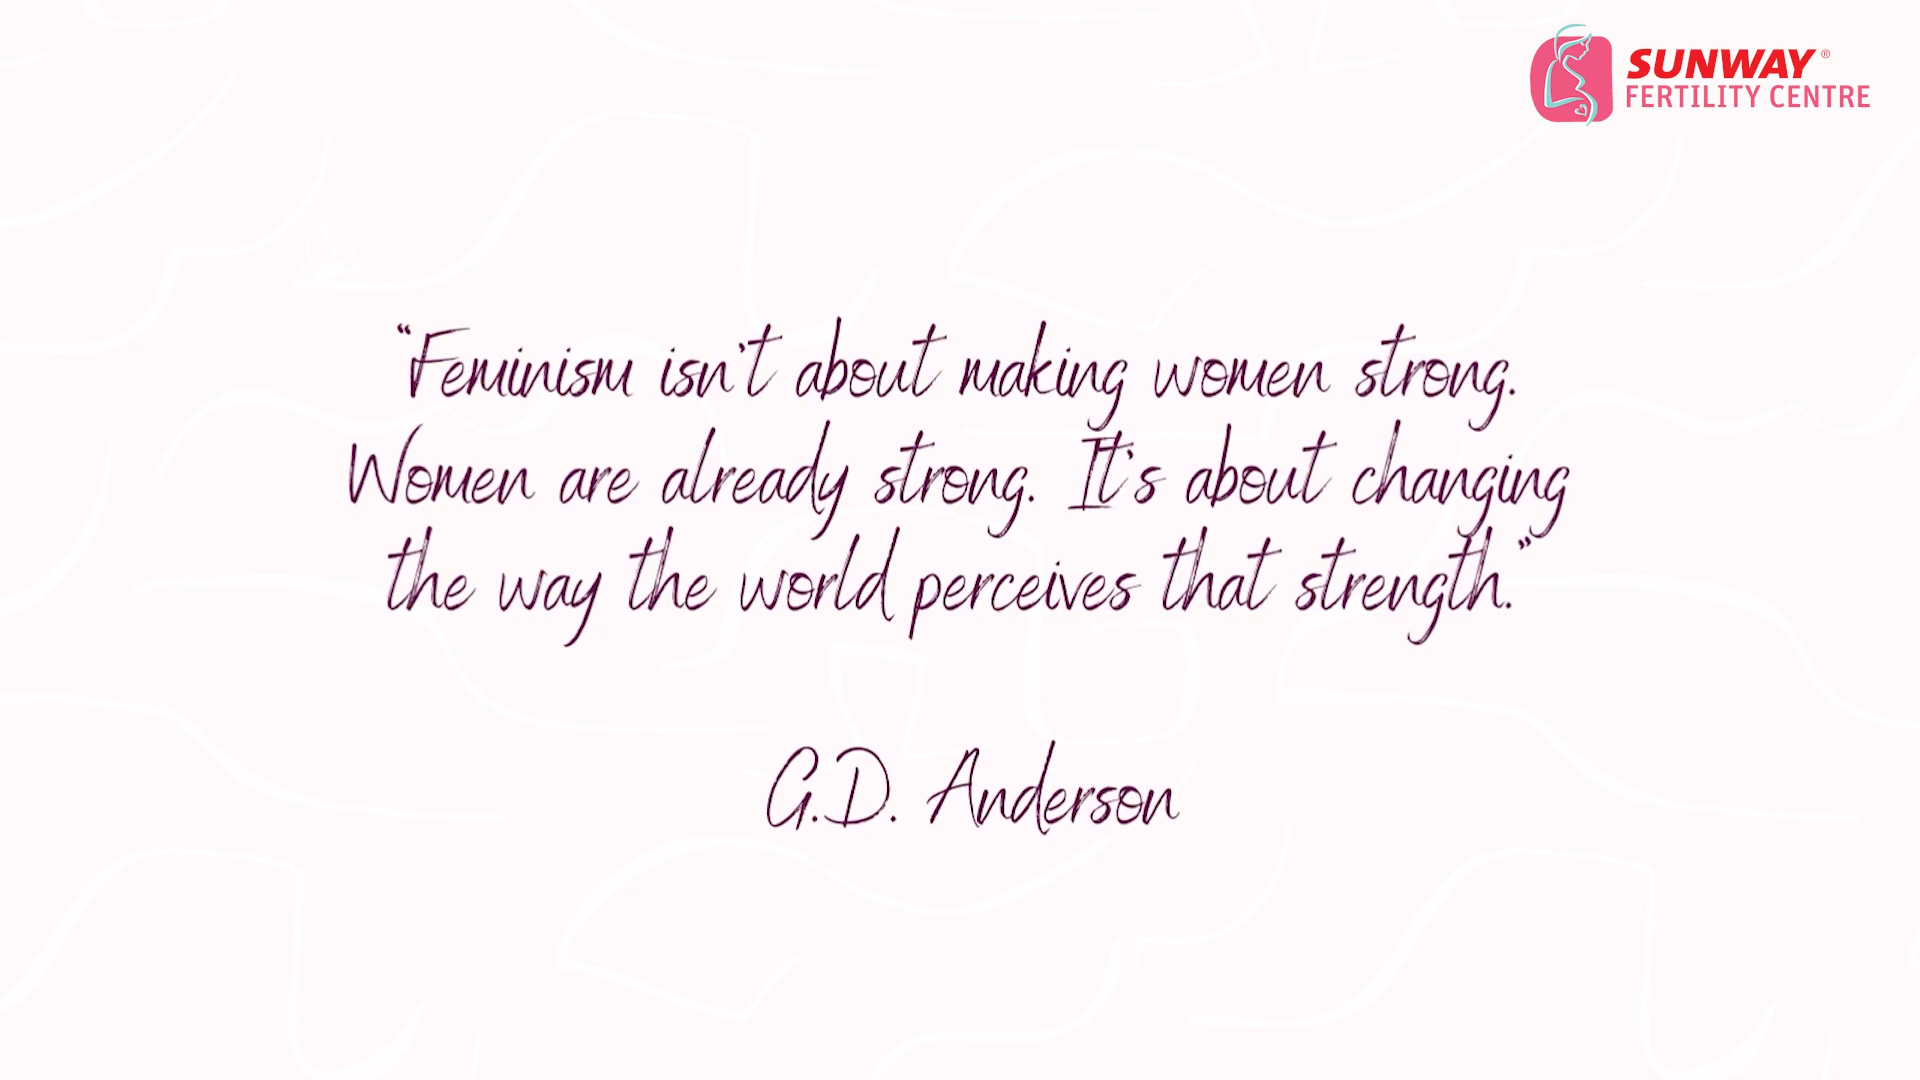 SUNWAY®
FERTILITY CENTRE
“Feminism isn’t about making women strong.
Women are already strong. It’s about changing
the way the world perceives that strength.”
G.D. Anderson